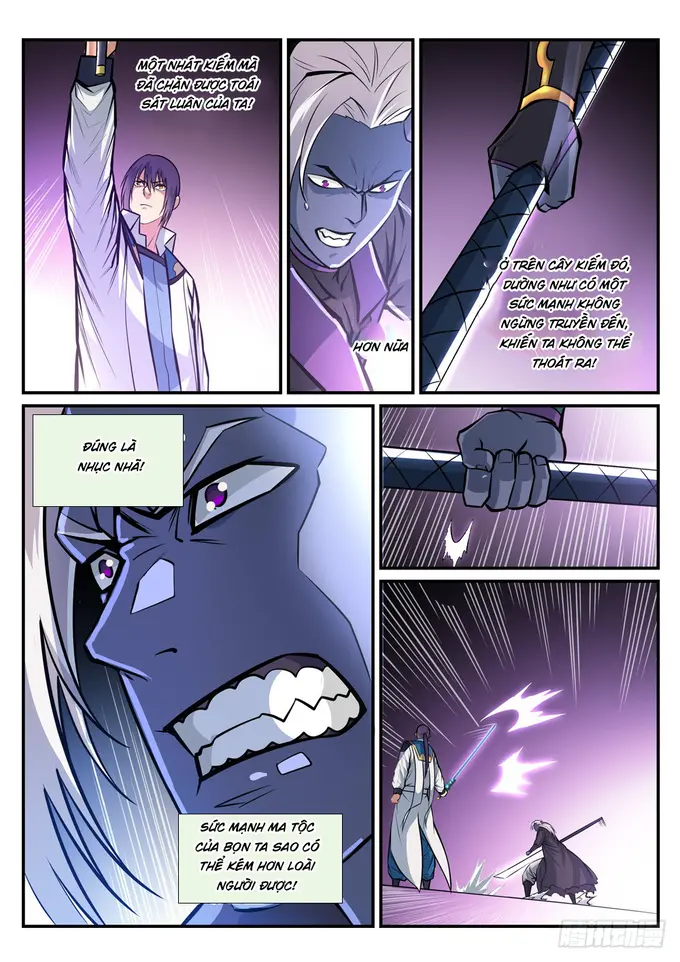 MỘT NHÁT KIẾM MÀ
ĐÃ CHẶN ĐƯỢC TOÁI
SÁT LUÂN CỦA TA!
HƠN NỮA
Ở TRÊN CÂY KIẾM ĐÓ,
DƯỜNG NHƯ CÓ MỘT
SỨC MẠNH KHÔNG
NGỪNG TRUYỀN ĐẾN,
KHIẾN TA KHÔNG THỂ
THOÁT RA!
ĐÚNG LÀ
NHỤC NHÃ!
SỨC MẠNH MA TỘC
CỦA BỌN TA SAO CÓ
THỂ KÉM HƠN LOÀI
NGƯỜI ĐƯỢC!